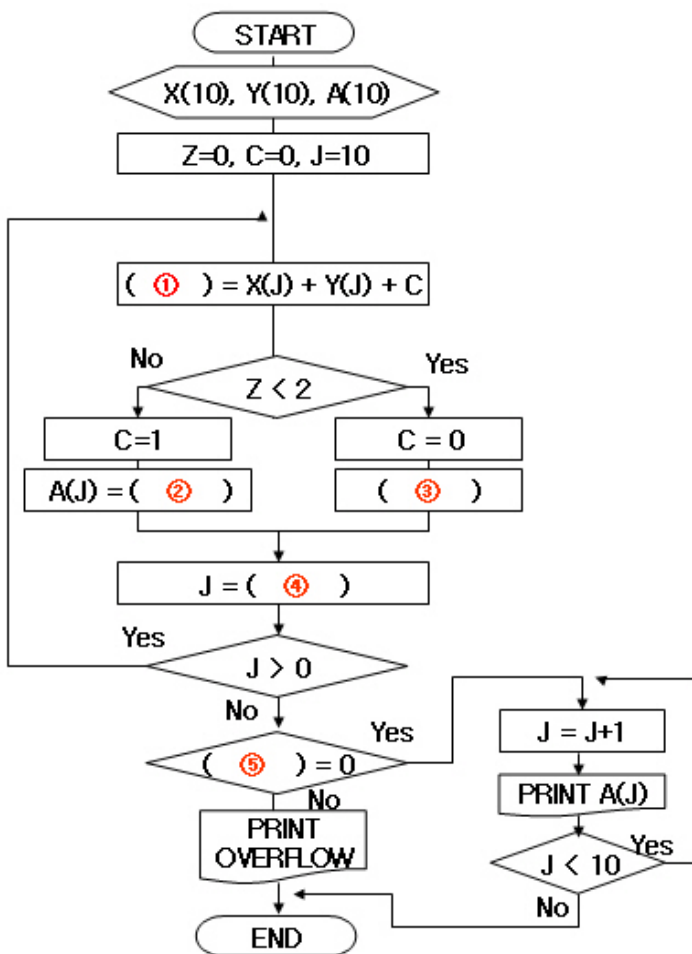 START
X(10), Y(10), A(10)
Z=0, C=0, J=10
( ① ) = X(J) + Y(J) + C
No
Yes
Z < 2
C=1
C = 0
A(J) = ( ② )
( ③ )
J = ( ④ )
Yes
J > 0
No
Yes
( ⑤ ) = 0
No
PRINT
OVERFLOW
J = J+1
PRINT A(J)
J < 10
Yes
No
END